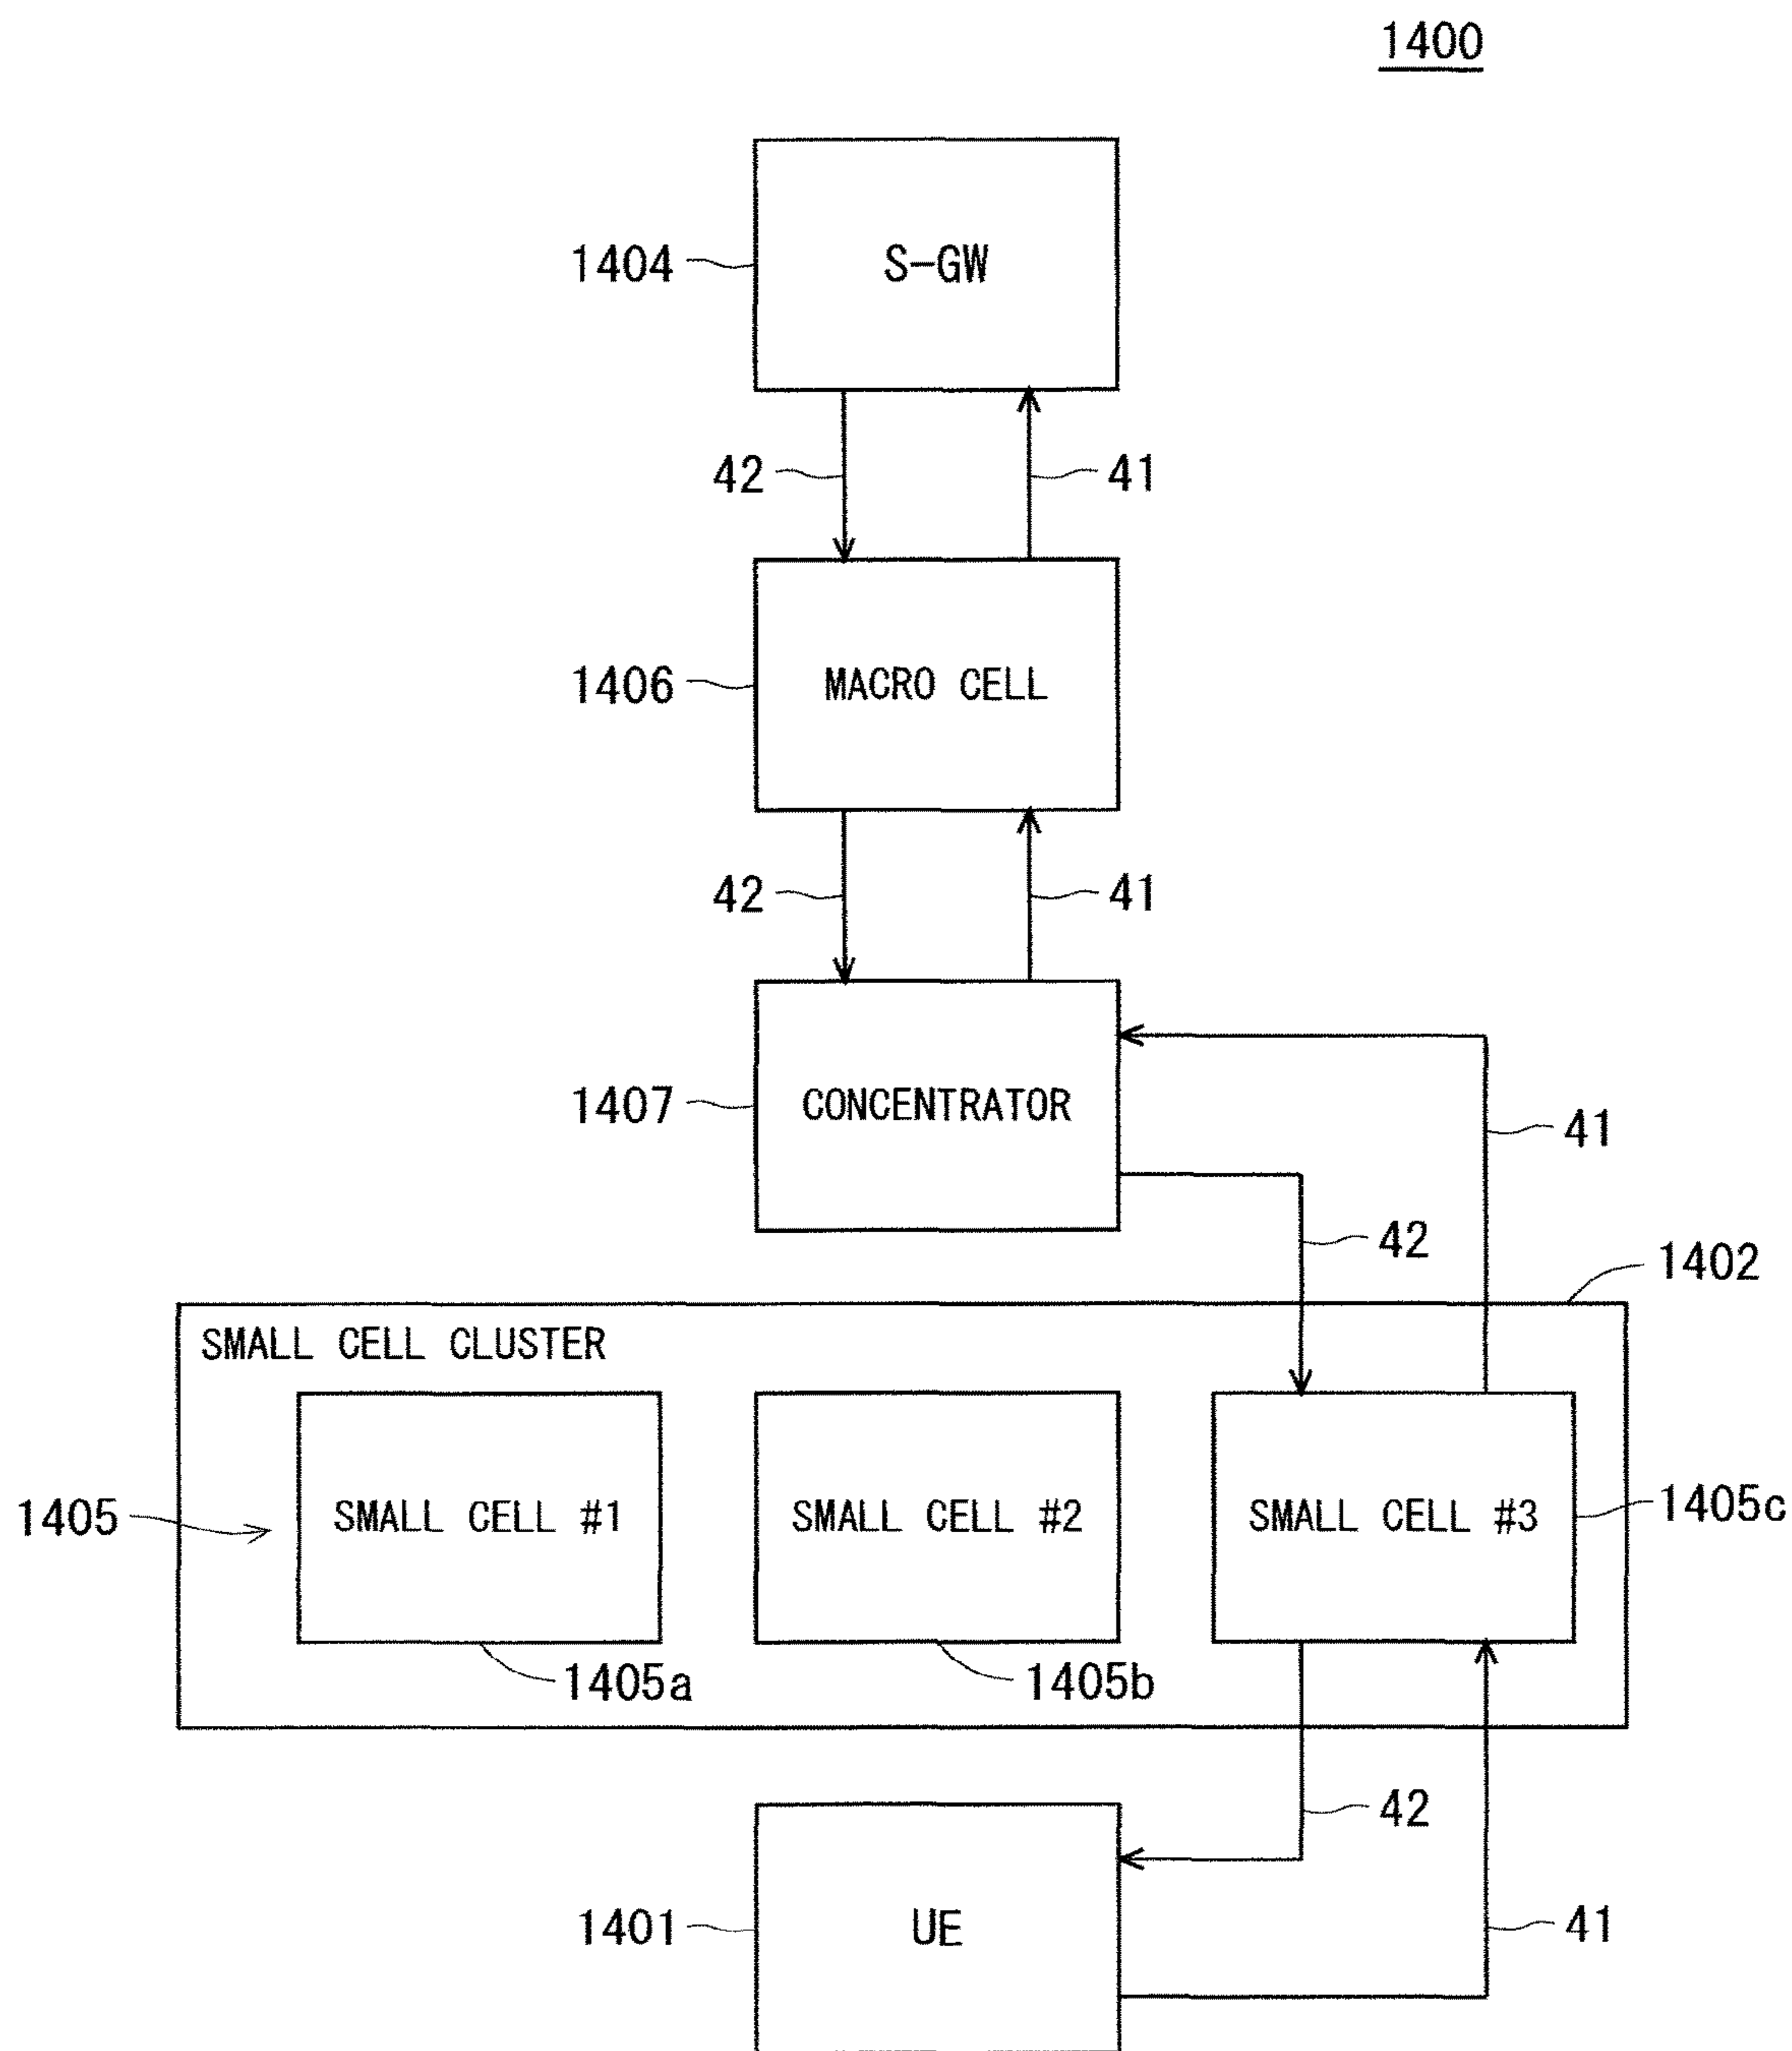 1400
1404
S-GW
42
41
1406
MACRO CELL
42
41
1407
CONCENTRATOR
41
42
1402
SMALL CELL CLUSTER
1405
SMALL CELL #1
SMALL CELL #2
SMALL CELL #3
1405c
1405a
1405b
42
1401
UE
41